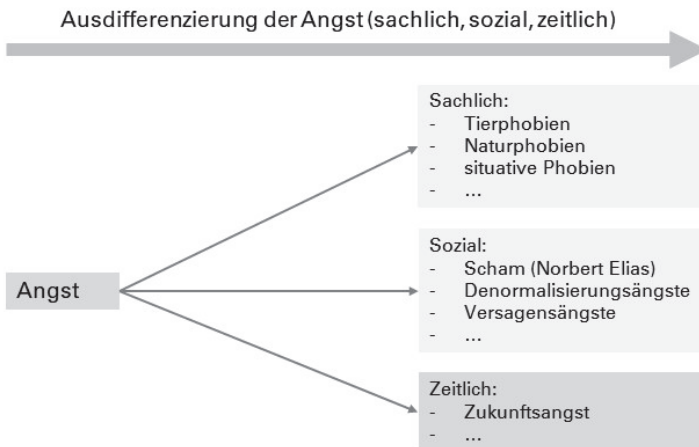 Ausdifferenzierung der Angst (sachlich, sozial, zeitlich)
Sachlich:
- Tierphobien
- Naturphobien
- situative Phobien
- ...
Angst
Sozial:
- Scham (Norbert Elias)
- Denormalisierungsängste
- Versagensängste
- ...
Zeitlich:
- Zukunftsangst
- ...